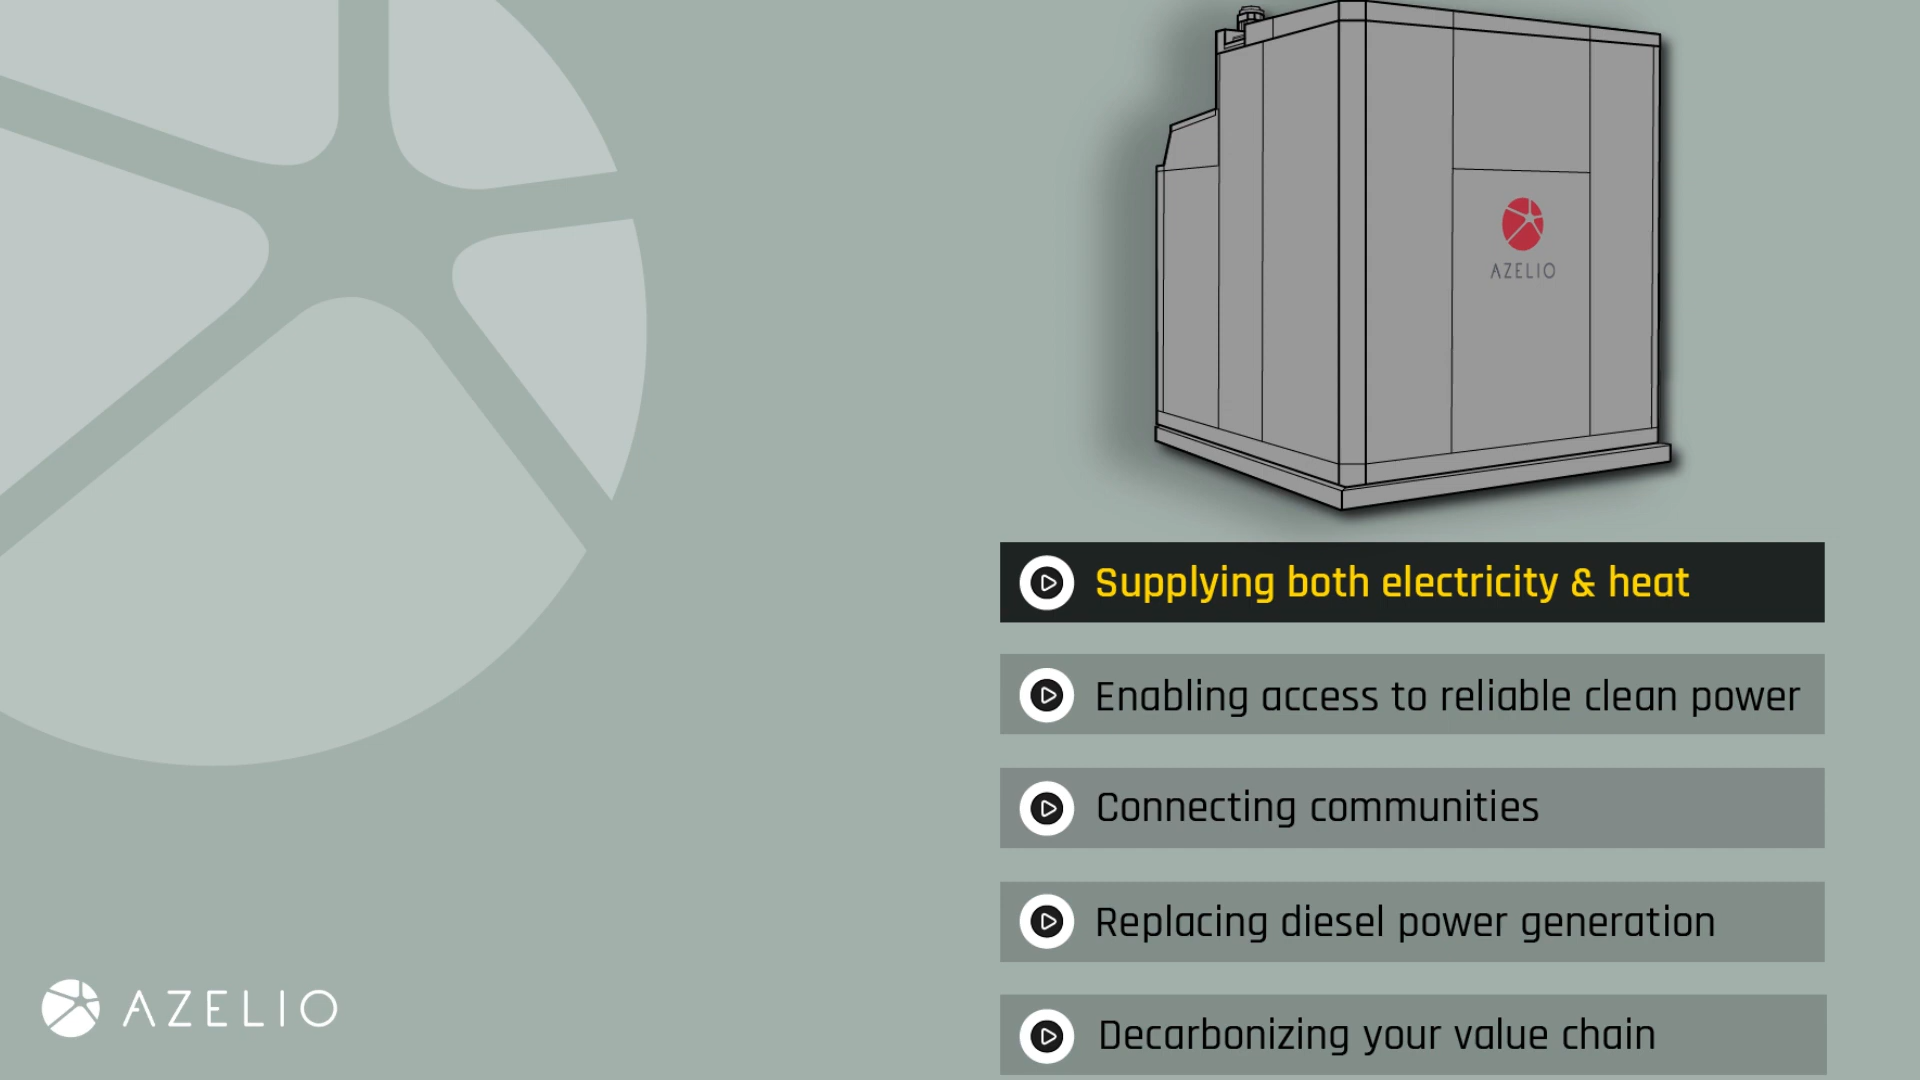 AZELIO
Supplying both electricity & heat
Enabling access to reliable clean power
Connecting communities
Replacing diesel power generation
Decarbonizing your value chain
AZELIO